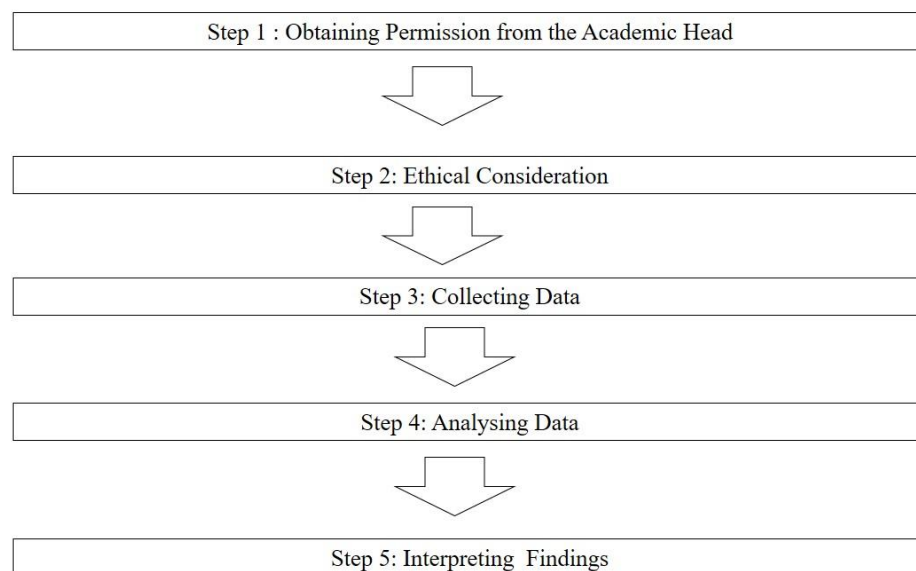 Step 1 : Obtaining Permission from the Academic Head
Step 2: Ethical Consideration
Step 3: Collecting Data
Step 4: Analysing Data
Step 5: Interpreting  Findings